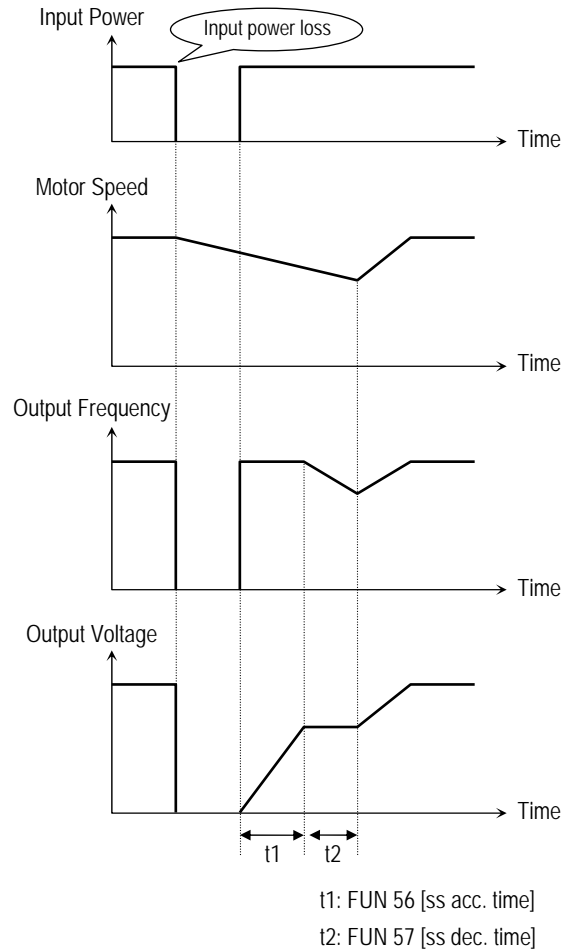 Input Power
Input power loss
Time
Motor Speed
Time
Output Frequency
Time
Output Voltage
Time
t1 t2
t1: FUN 56 [ss acc. time]
t2: FUN 57 [ss dec. time]